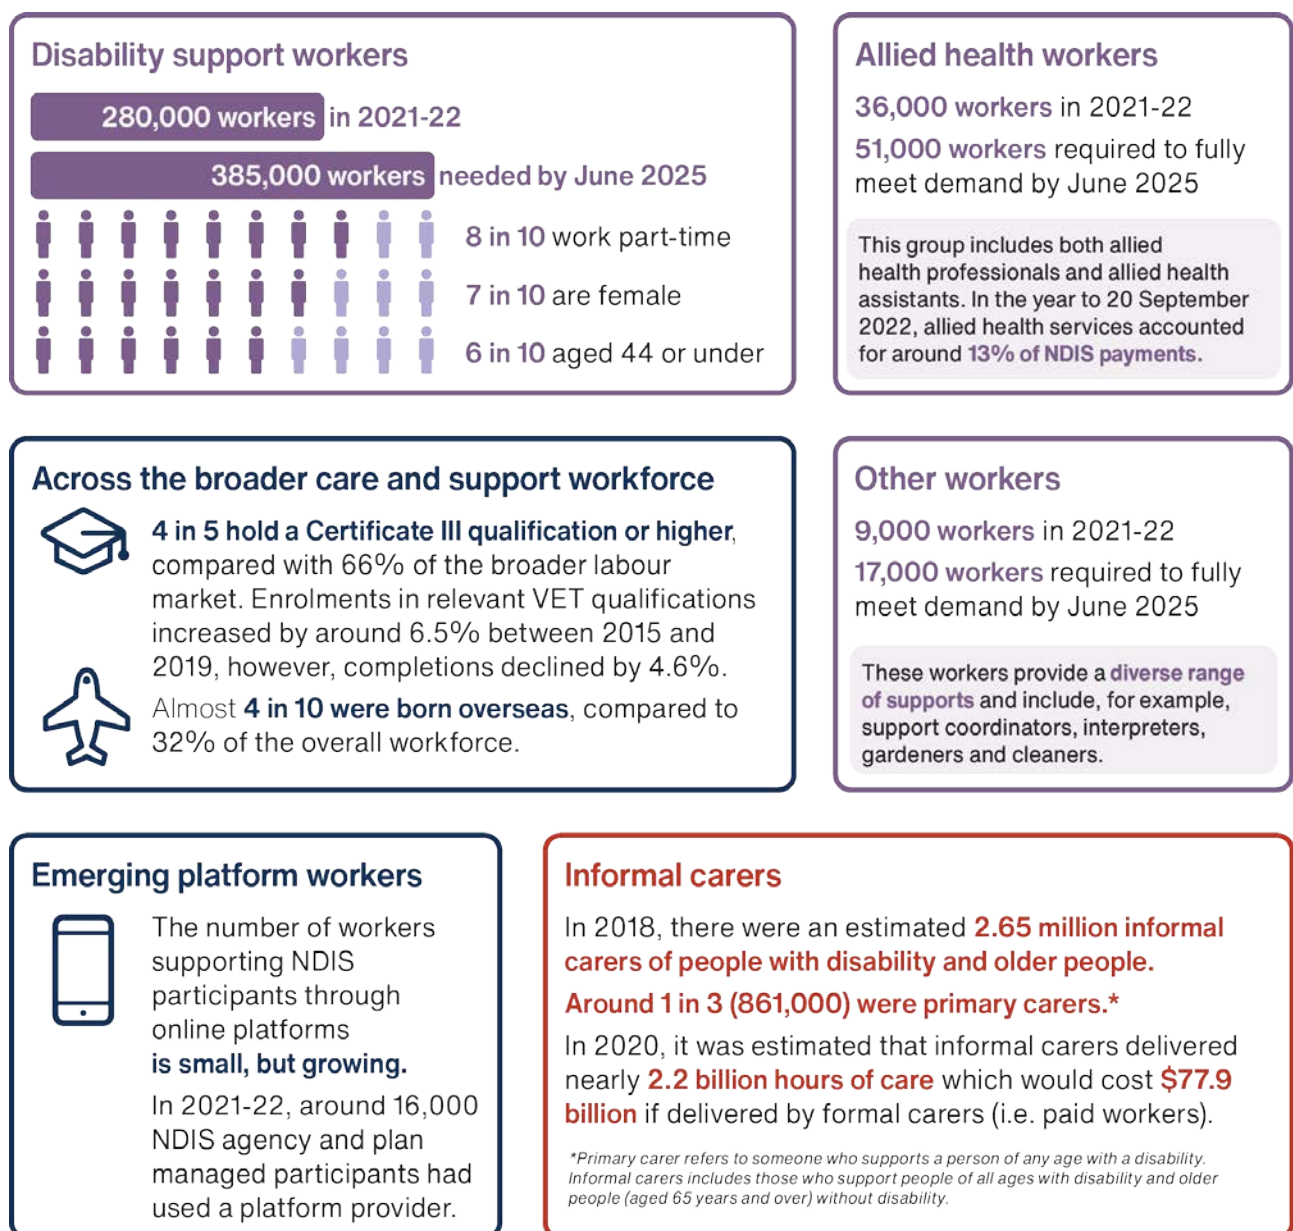 Disability support workers
280,000 workers in 2021-22
385,000 workers needed by June 2025
8 in 10 work part-time
7 in 10 are female
6 in 10 aged 44 or under
Allied health workers
36,000 workers in 2021-22
51,000 workers required to fully
meet demand by June 2025
This group includes both allied
health professionals and allied health
assistants. In the year to 20 September
2022, allied health services accounted
for around 13% of NDIS payments.
Across the broader care and support workforce
4 in 5 hold a Certificate III qualification or higher,
compared with 66% of the broader labour
market. Enrolments in relevant VET qualifications
increased by around 6.5% between 2015 and
2019, however, completions declined by 4.6%.
Almost 4 in 10 were born overseas, compared to
32% of the overall workforce.
Other workers
9,000 workers in 2021-22
17,000 workers required to fully
meet demand by June 2025
These workers provide a diverse range
of supports and include, for example,
support coordinators, interpreters,
gardeners and cleaners.
Emerging platform workers
The number of workers
supporting NDIS
participants through
online platforms
is small, but growing.
In 2021-22, around 16,000
NDIS agency and plan
managed participants had
used a platform provider.
Informal carers
In 2018, there were an estimated 2.65 million informal
carers of people with disability and older people.
Around 1 in 3 (861,000) were primary carers.*
In 2020, it was estimated that informal carers delivered
nearly 2.2 billion hours of care which would cost $77.9
billion if delivered by formal carers (i.e. paid workers).
*Primary carer refers to someone who supports a person of any age with a disability.
Informal carers includes those who support people of all ages with disability and older
people (aged 65 years and over) without disability.